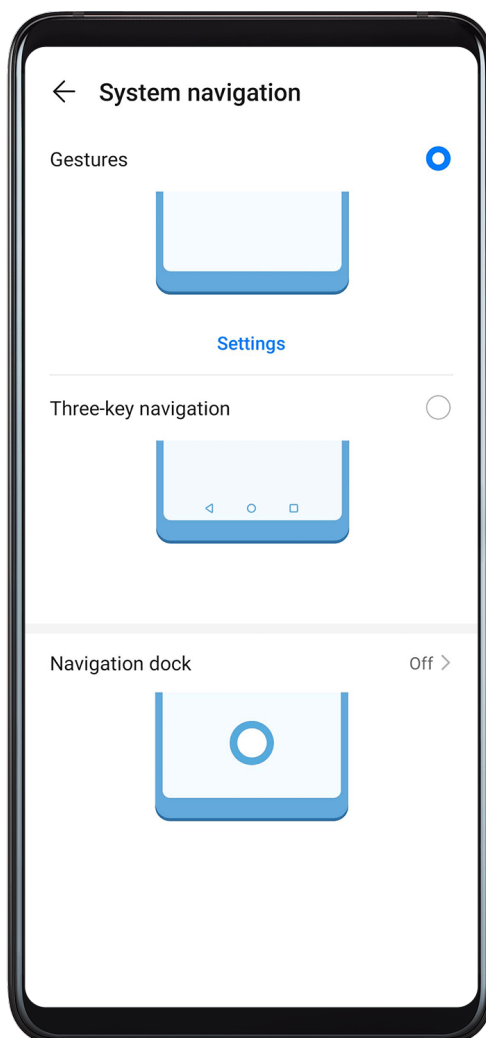 System navigation
Gestures
Settings
Three-key navigation
Navigation dock
Off